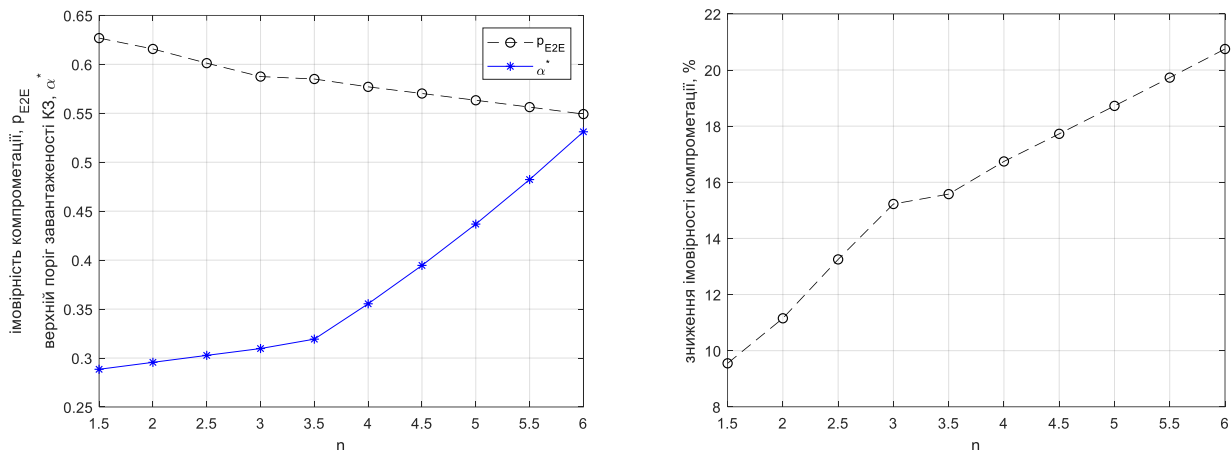 імовірність компрометації, p_E2E
верхній поріг завантаженості КЗ, α*
0.65
0.6
0.55
0.5
0.45
0.4
0.35
0.3
0.25
p_E2E
α*
1.5 2 2.5 3 3.5 4 4.5 5 5.5 6
n
зниження імовірності компрометації, %
22
20
18
16
14
12
10
8
1.5 2 2.5 3 3.5 4 4.5 5 5.5 6
n